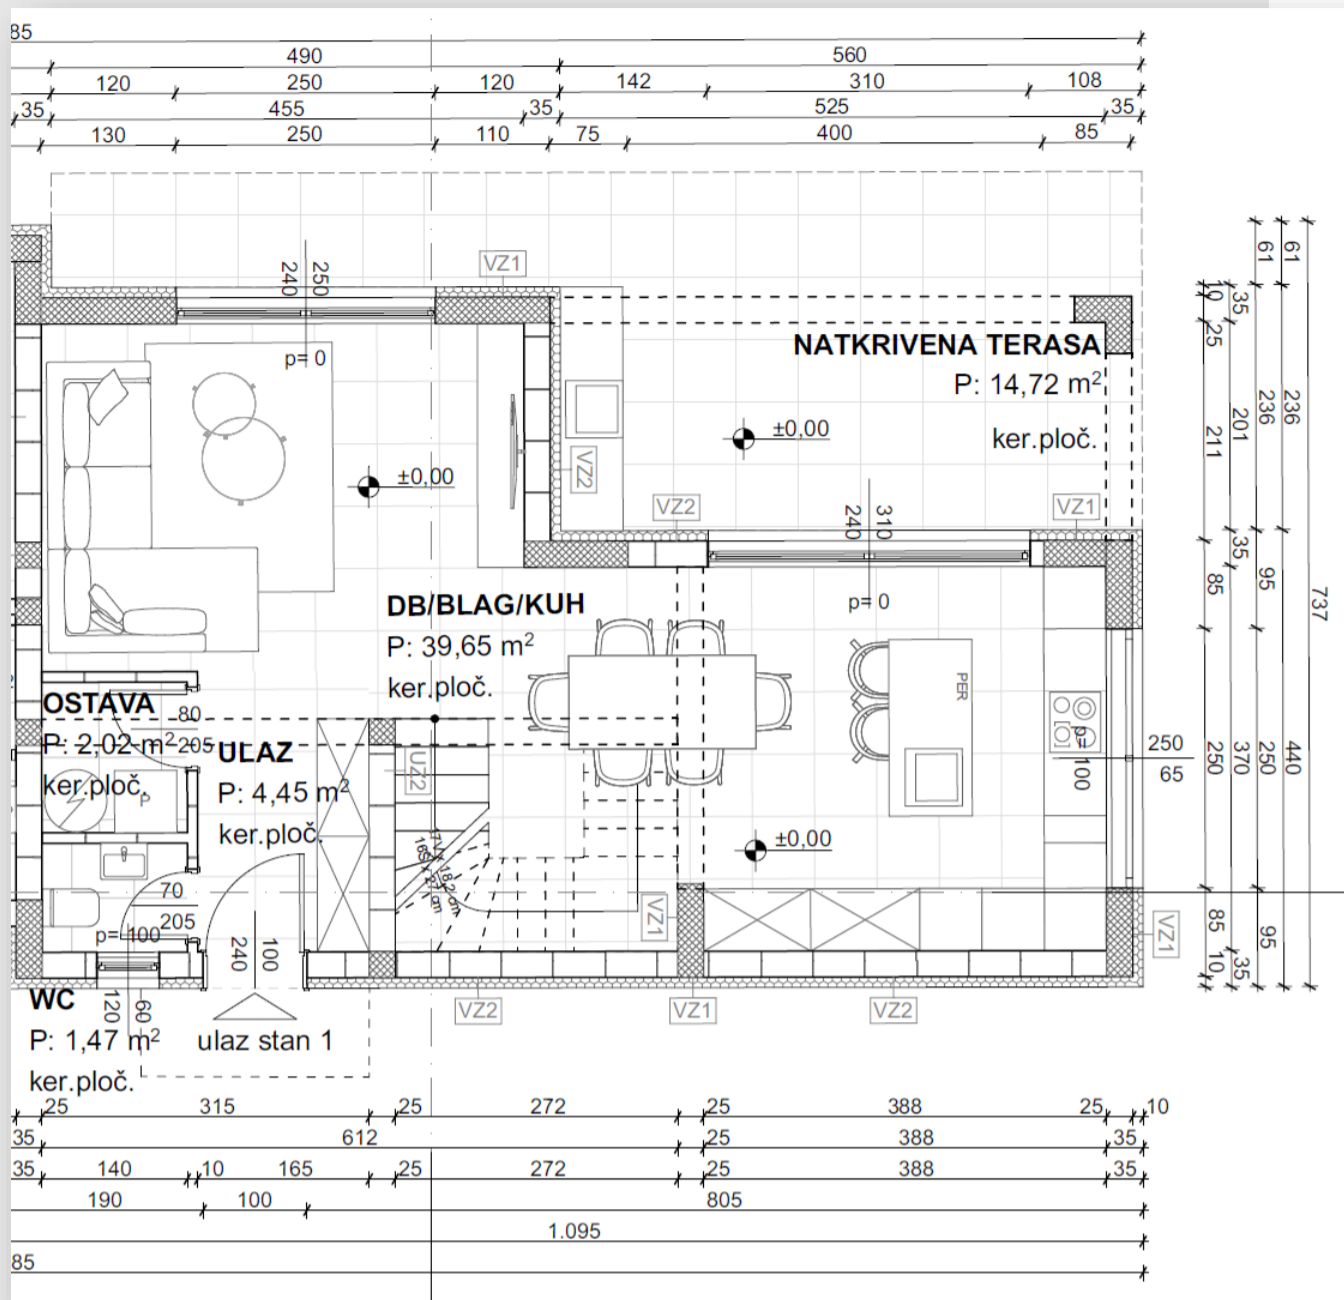 85
490 560
120 250 120 142 310 108
35 455 35 525 35
130 250 110 75 400 85
VZ1
240 250
p= 0
NATKRIVENA TERASA
P: 14,72 m²
±0,00
ker.ploč.
±0,00
VZ2
VZ2
VZ1
240 310
p= 0
DB/BLAG/KUH
P: 39,65 m²
ker.ploč.
PER
OSTAVA
P: 2,02 m²
ker.ploč.
80
205
P
ULAZ
P: 4,45 m²
ker.ploč.
UZ2
17V x 18,2 cm
p= 100
250
65
±0,00
70
205
p= 100
240 100
VZ1
VZ1
WC
P: 1,47 m²
ker.ploč.
120 60
ulaz stan 1
VZ2
VZ1
VZ2
61 61
10 35
25
236 236
201
211
35
85 95
737
250 370 250 440
85 95
10 35
25 315 25 272 25 388 25 10
35 612 25 388 35
35 140 10 165 25 272 25 388 35
190 100 805
1.095
85